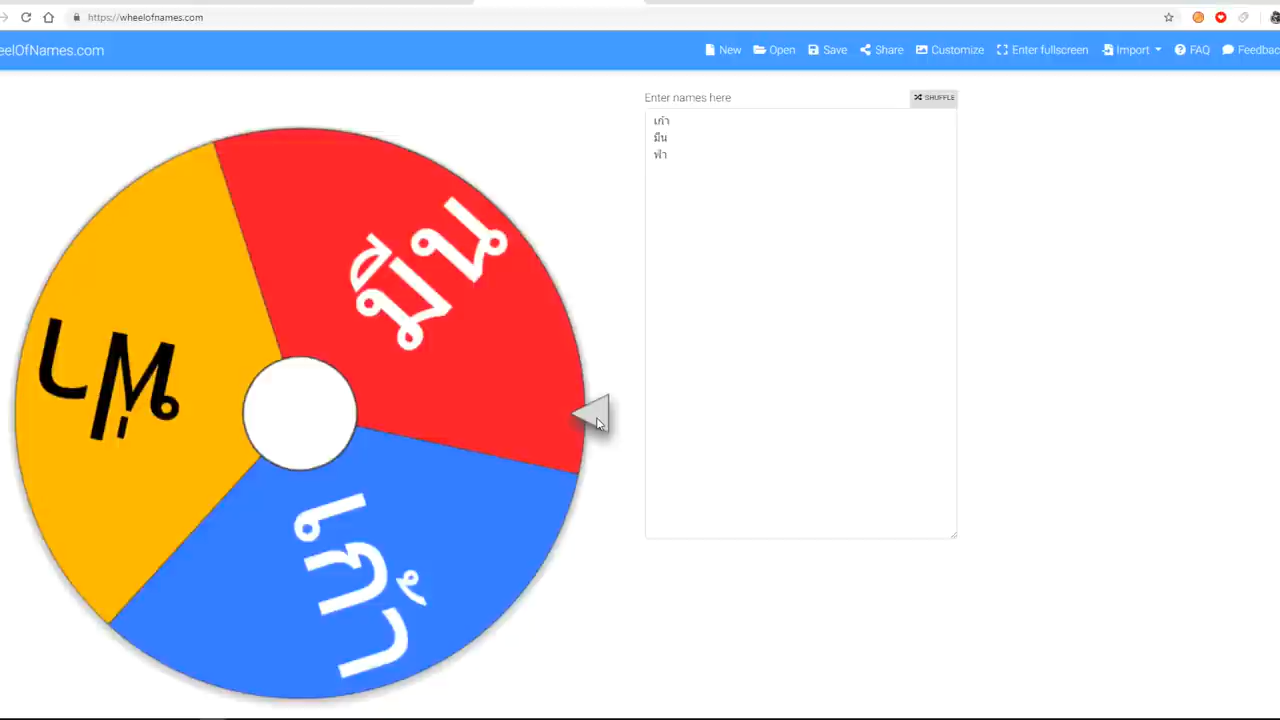 https://wheelofnames.com
eelOfNames.com
New
Open
Save
Share
Customize
Enter fullscreen
Import
FAQ
Feedbac
Enter names here
SHUFFLE
เก๋า
มีน
ฟ้า
มีน
ฟ้า
เก้า